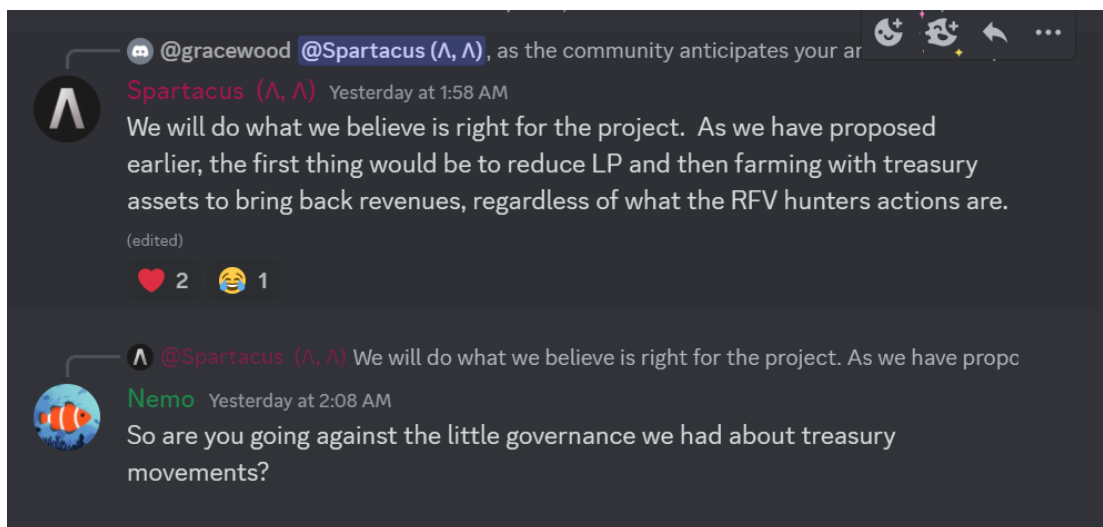 @gracewood @Spartacus (Λ, Λ), as the community anticipates your
Spartacus (Λ, Λ) Yesterday at 1:58 AM
We will do what we believe is right for the project. As we have proposed
earlier, the first thing would be to reduce LP and then farming with treasury
assets to bring back revenues, regardless of what the RFV hunters actions are.
(edited)
2 1
@Spartacus (Λ, Λ) We will do what we believe is right for the project. As we have propo
Nemo Yesterday at 2:08 AM
So are you going against the little governance we had about treasury
movements?